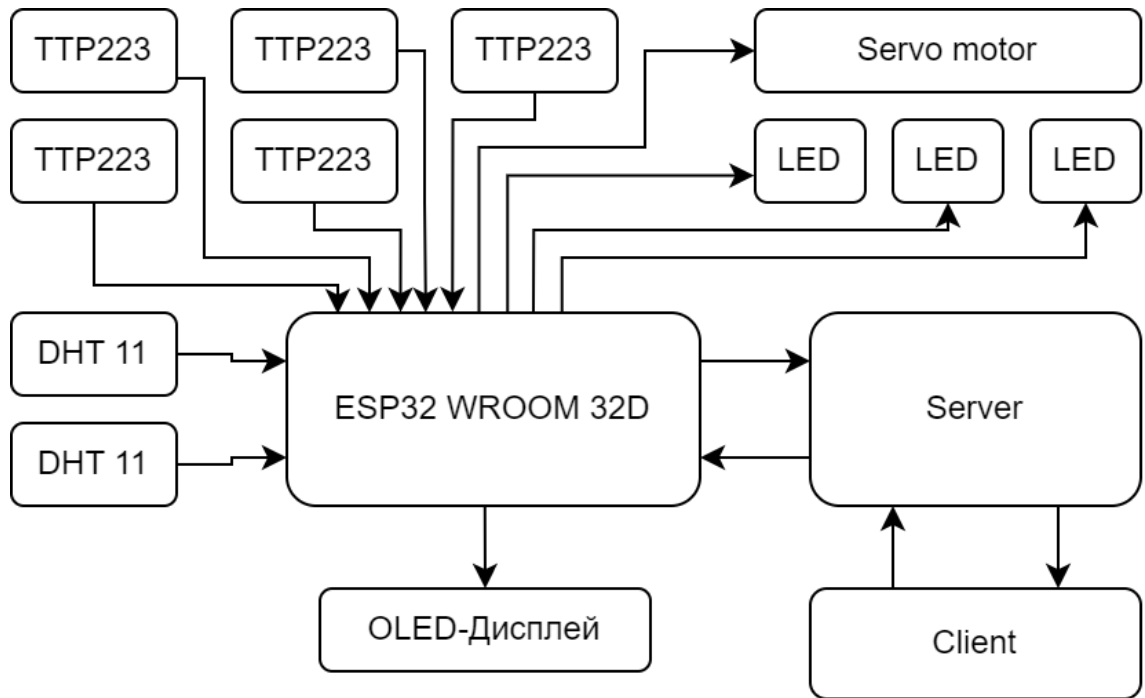 TTP223
TTP223
TTP223
Servo motor
TTP223
TTP223
LED
LED
LED
DHT 11
ESP32 WROOM 32D
Server
DHT 11
OLED-Дисплей
Client